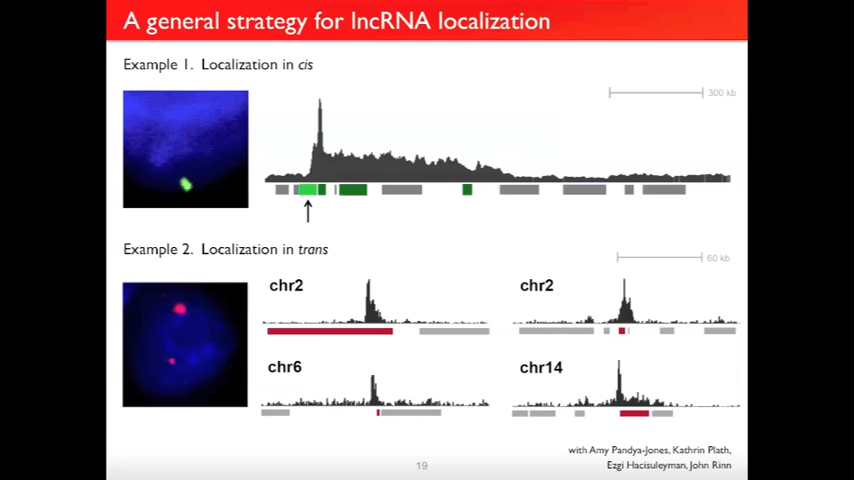 A general strategy for lncRNA localization
Example 1. Localization in cis
300 kb
Example 2. Localization in trans
60 kb
chr2
chr2
chr6
chr14
with Amy Pandya-Jones, Kathrin Plath,
Ezgi Hacisuleyman, John Rinn
19